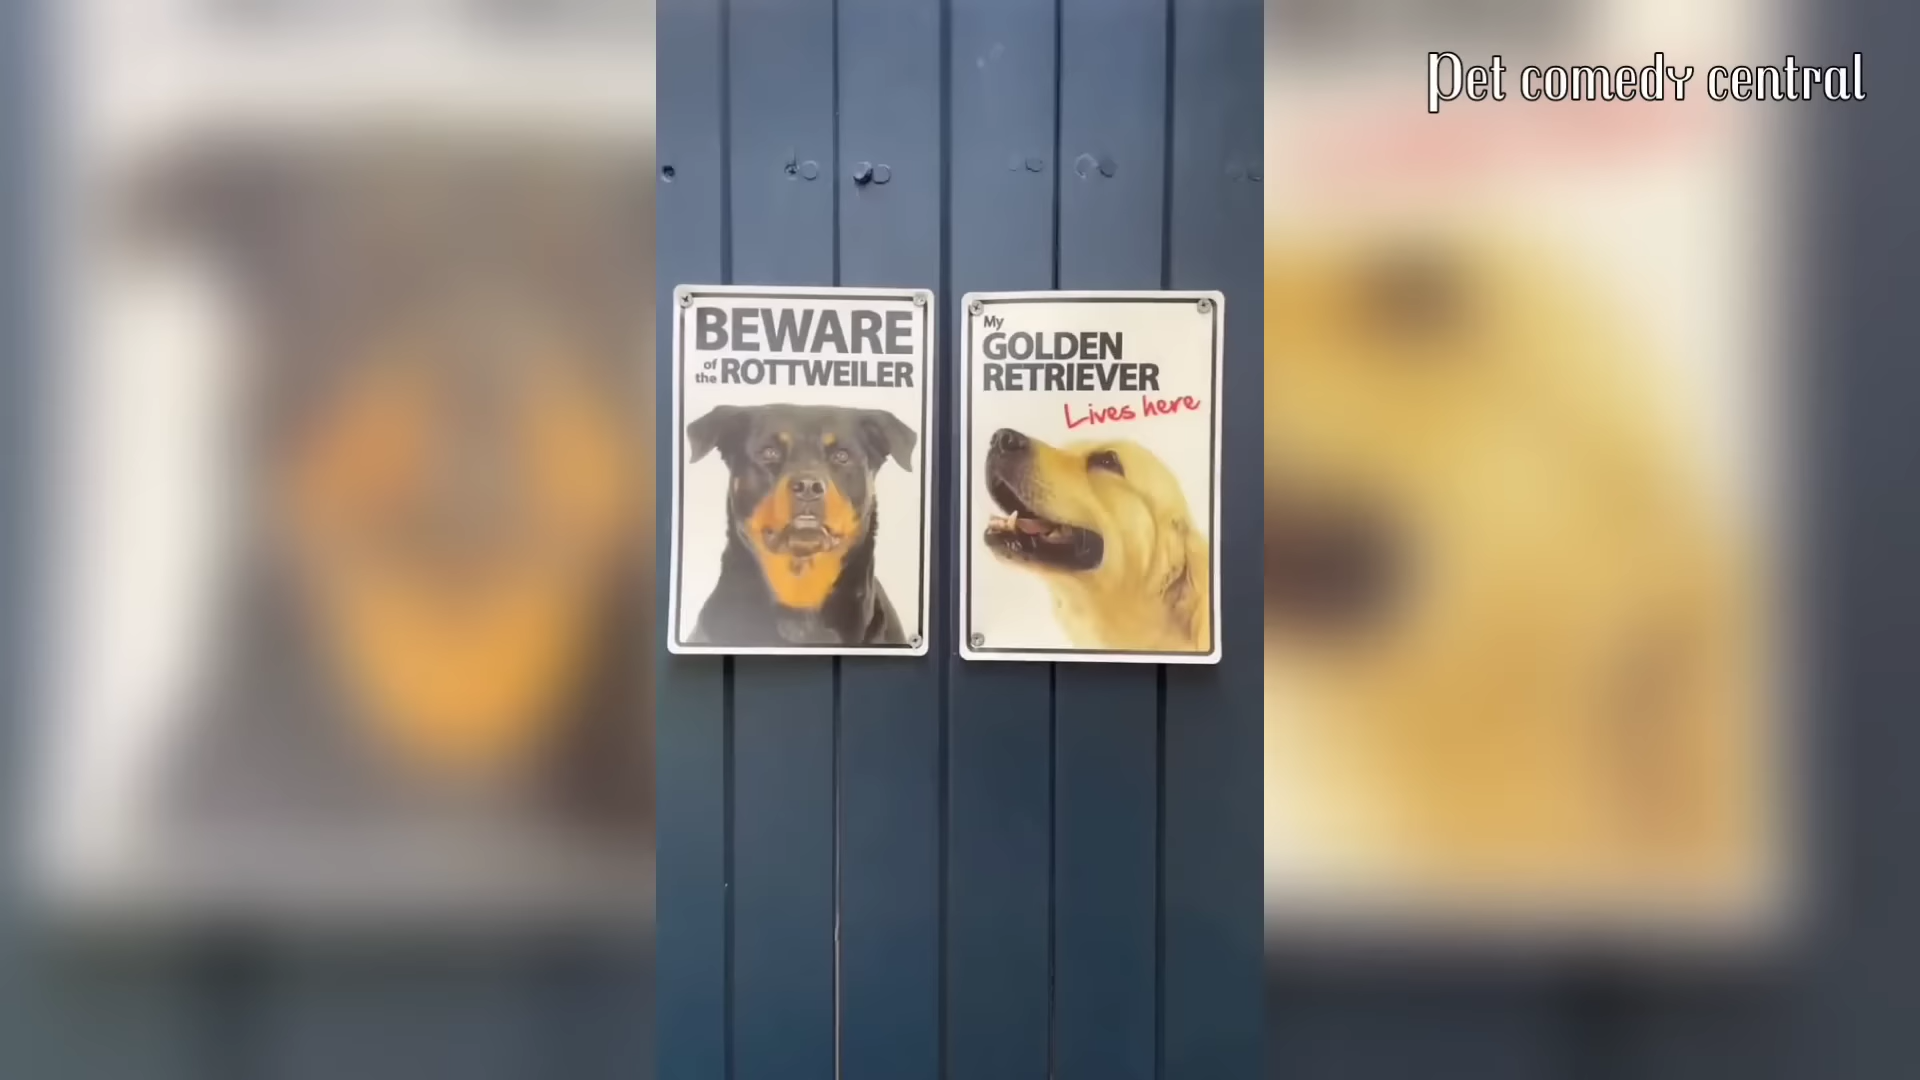 Pet comedy central
BEWARE
of the ROTTWEILER
My
GOLDEN
RETRIEVER
Lives here